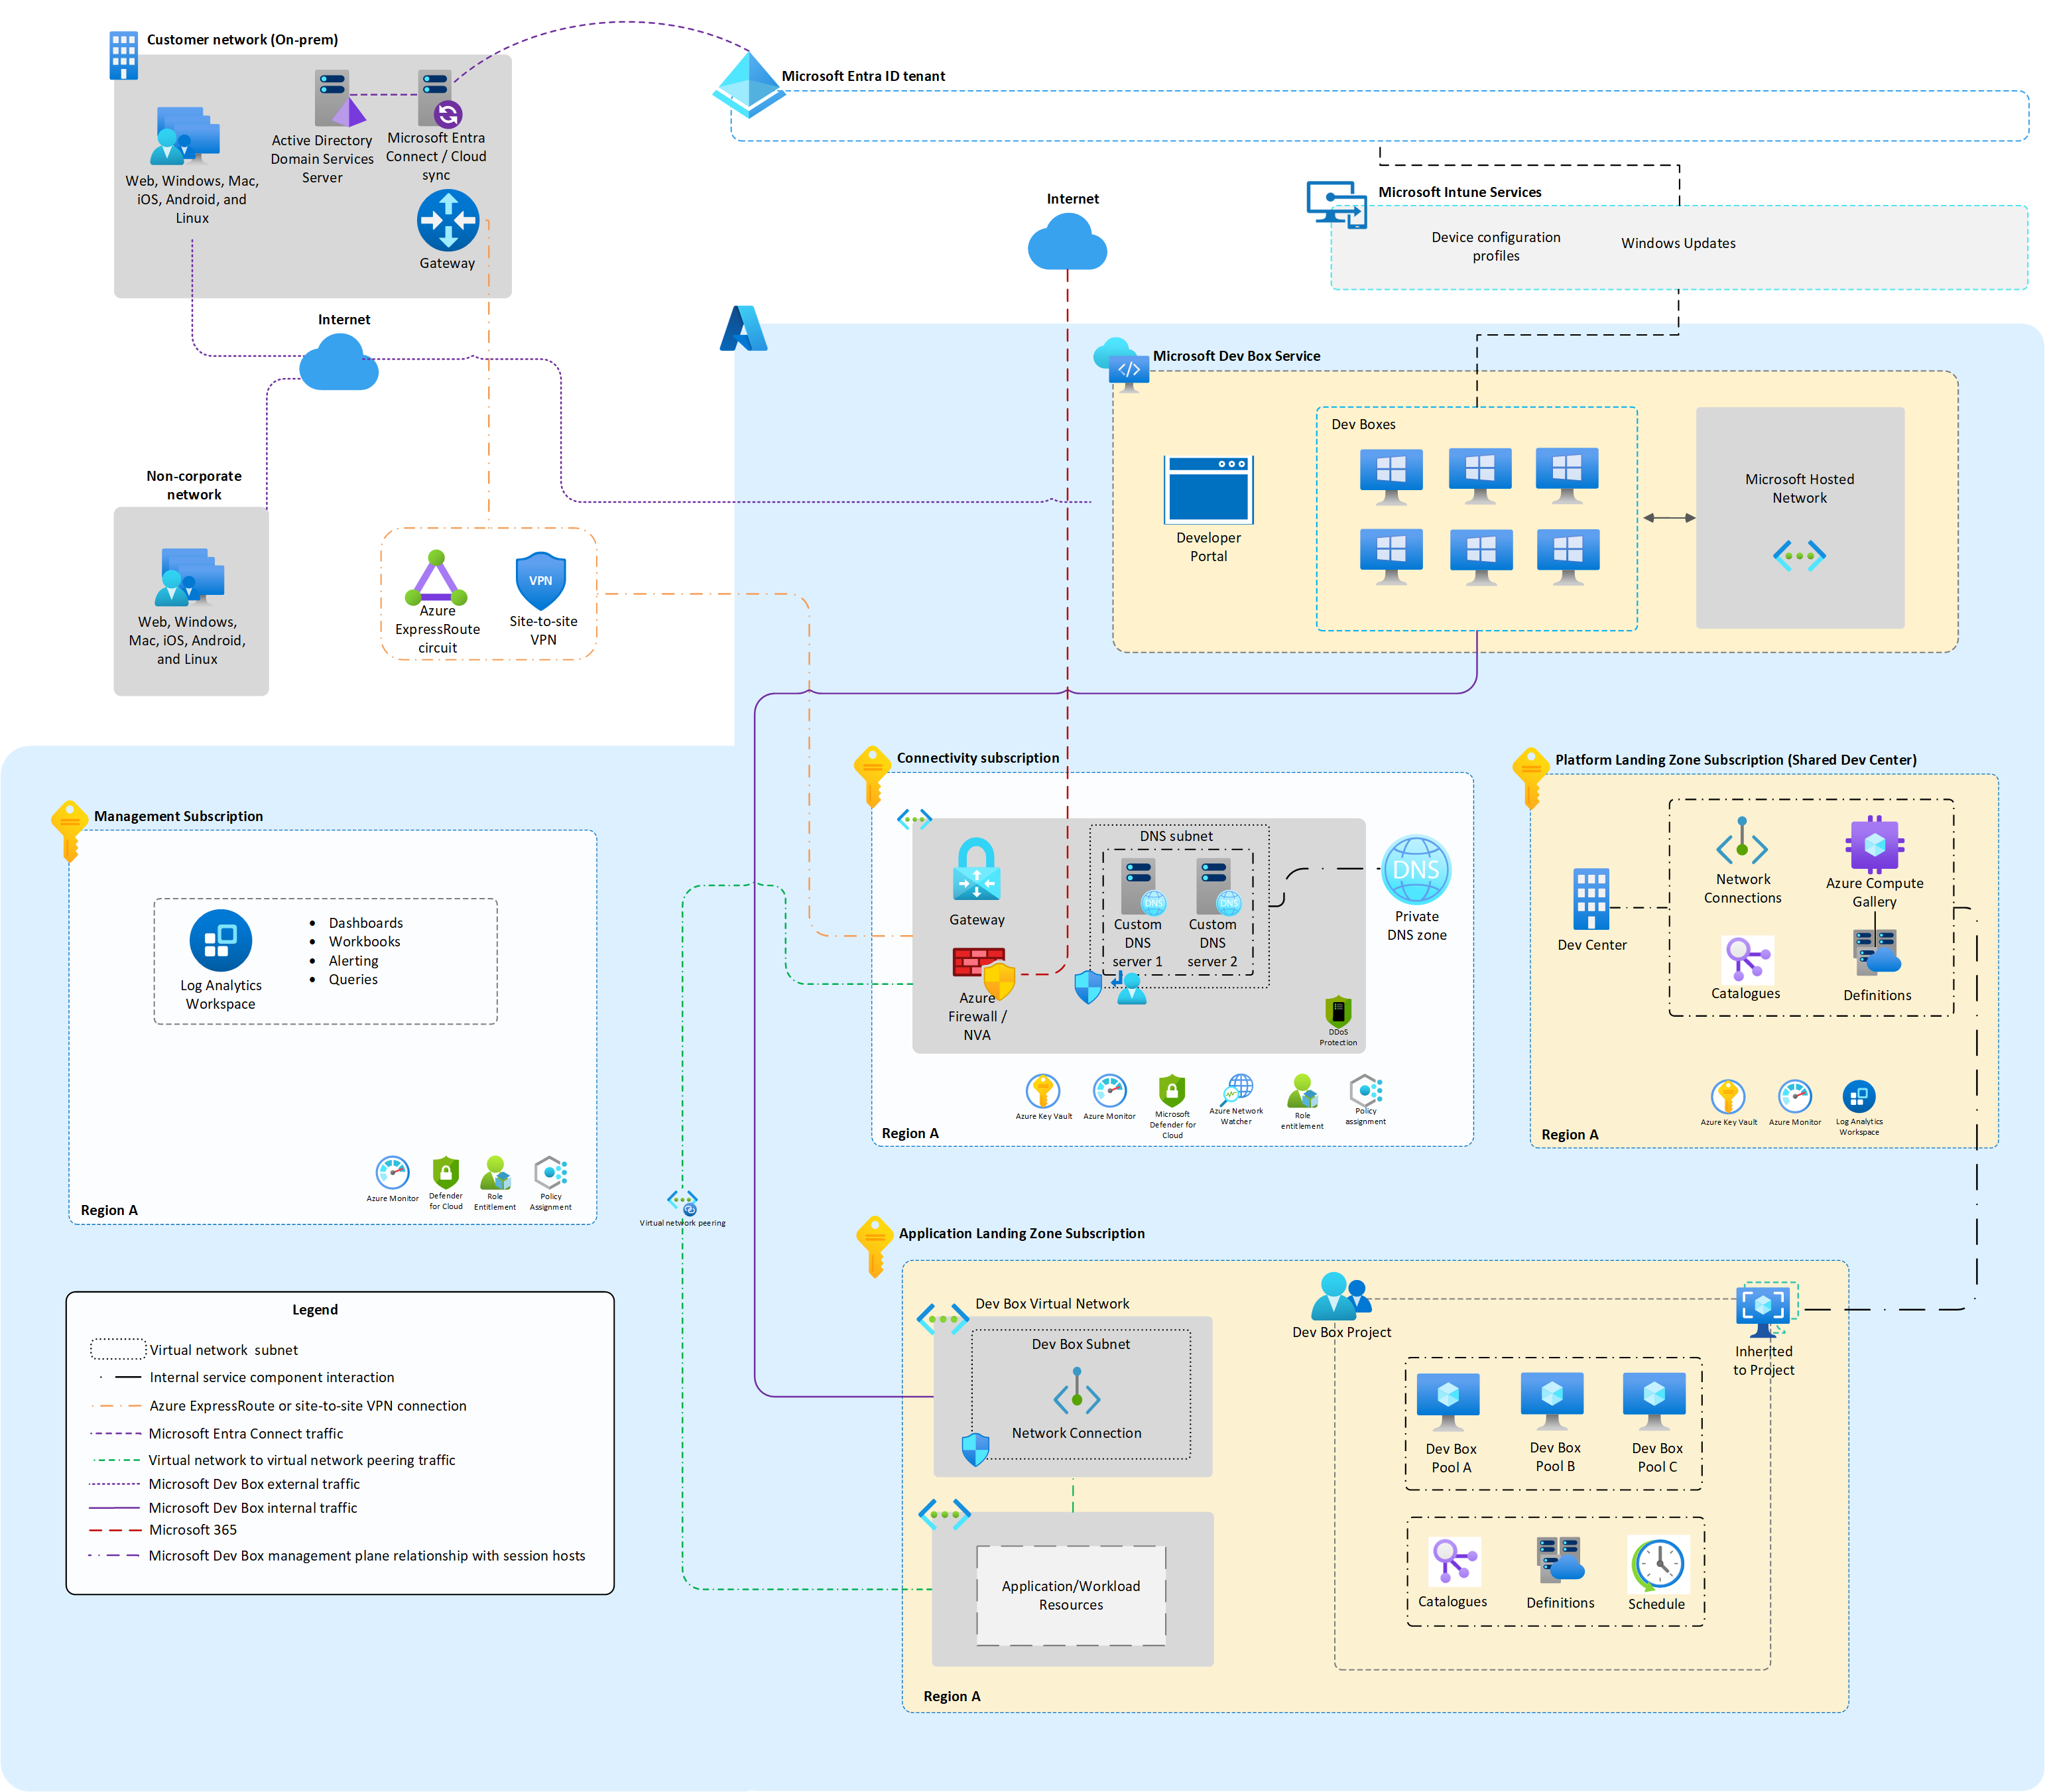 Customer network (On-prem)
Active Directory
Domain Services
Server
Microsoft Entra
Connect / Cloud
sync
Web, Windows, Mac,
iOS, Android, and
Linux
Gateway
Microsoft Entra ID tenant
Internet
Microsoft Intune Services
Device configuration
profiles
Windows Updates
Internet
Non-corporate
network
Web, Windows,
Mac, iOS, Android,
and Linux
Azure
ExpressRoute
circuit
VPN
Site-to-site
VPN
Microsoft Dev Box Service
Developer
Portal
Dev Boxes
Microsoft Hosted
Network
Management Subscription
Log Analytics
Workspace
• Dashboards
• Workbooks
• Alerting
• Queries
Azure Monitor
Defender
for Cloud
Role
Entitlement
Policy
Assignment
Region A
Connectivity subscription
Gateway
Azure
Firewall /
NVA
DNS subnet
DNS
DNS
Custom
DNS
server 1
Custom
DNS
server 2
DNS
Private
DNS zone
DDoS
Protection
Azure Key Vault
Azure Monitor
Microsoft
Defender for
Cloud
Azure Network
Watcher
Role
entitlement
Policy
assignment
Region A
Platform Landing Zone Subscription (Shared Dev Center)
Dev Center
Network
Connections
Azure Compute
Gallery
Catalogues
Definitions
Azure Key Vault
Azure Monitor
Log Analytics
Workspace
Region A
Virtual network peering
Application Landing Zone Subscription
Dev Box Virtual Network
Dev Box Subnet
Network Connection
Application/Workload
Resources
Region A
Dev Box Project
Inherited
to Project
Dev Box
Pool A
Dev Box
Pool B
Dev Box
Pool C
Catalogues
Definitions
Schedule
Legend
Virtual network  subnet
Internal service component interaction
Azure ExpressRoute or site-to-site VPN connection
Microsoft Entra Connect traffic
Virtual network to virtual network peering traffic
Microsoft Dev Box external traffic
Microsoft Dev Box internal traffic
Microsoft 365
Microsoft Dev Box management plane relationship with session hosts